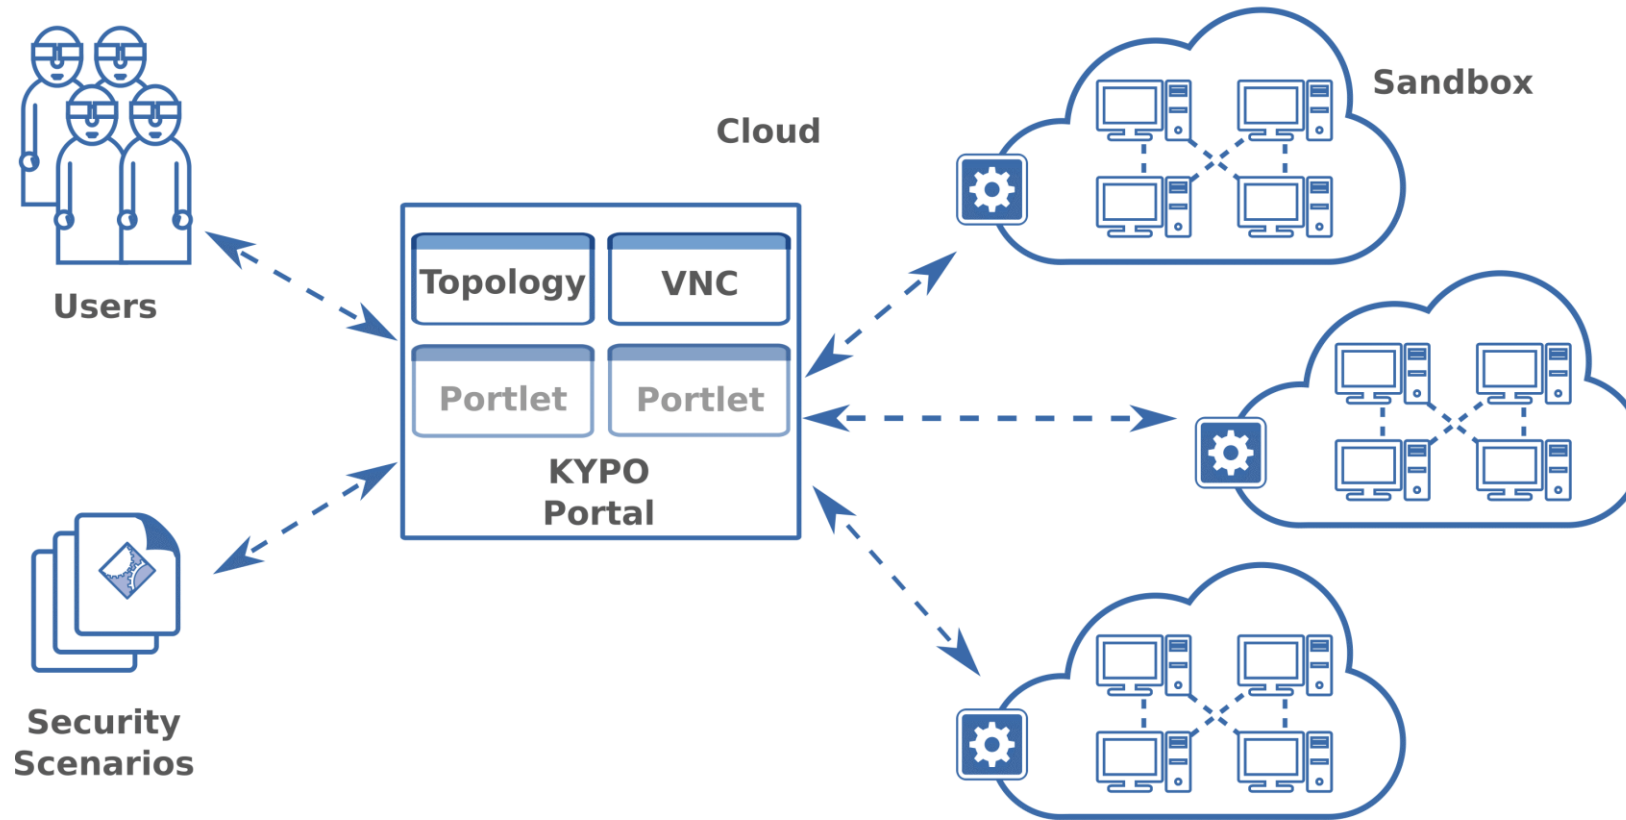 Sandbox
Cloud
Topology
VNC
Users
Portlet
Portlet
KYPO
Portal
Security
Scenarios